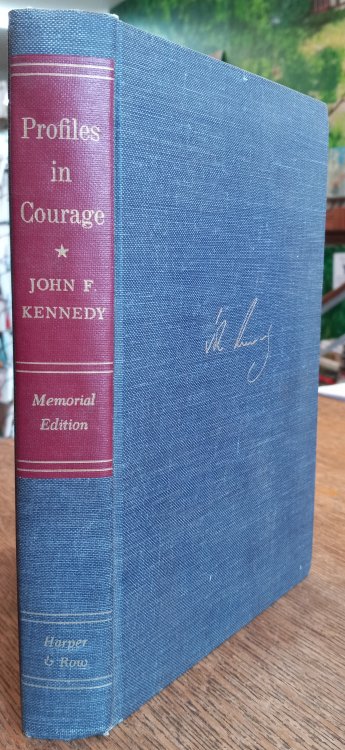 Profiles
in
Courage
JOHN F.
KENNEDY
Memorial
Edition
Harper
& Row